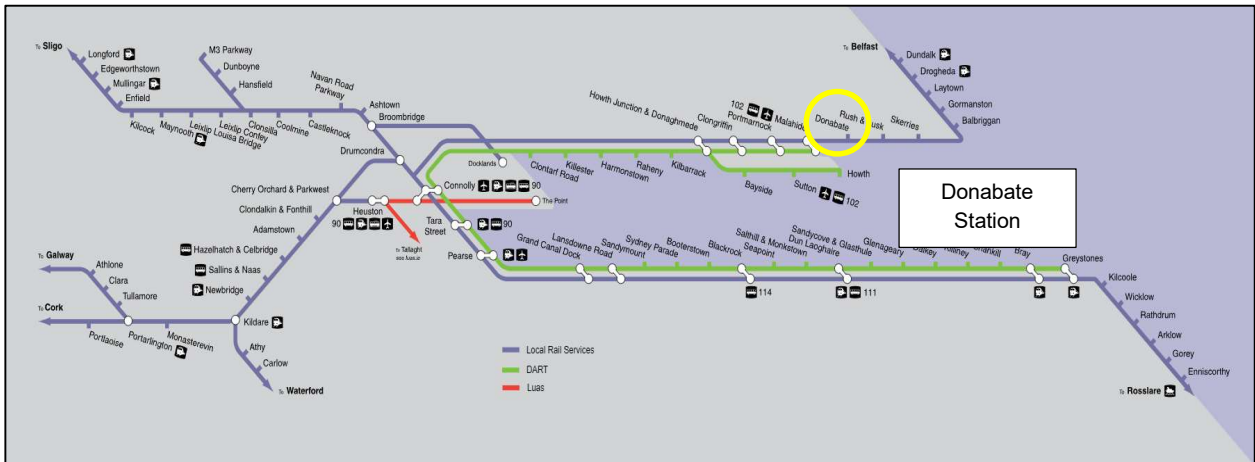 To Sligo
Longford
Edgeworthstown
Mullingar
Enfield
M3 Parkway
Dunboyne
Hansfield
Navan Road
Parkway
Ashtown
Broombridge
Kilcock
Maynooth
Leixlip Louisa Bridge
Leixlip Conley
Clonsilla
Coolmine
Castleknock
Drumcondra
Docklands
Howth Junction & Donaghmede
Clongriffin
Portmarnock
102
Malahide
Donabate
Rush & Lusk
Skerries
To Belfast
Dundalk
Drogheda
Laytown
Gormanston
Balbriggan
Clontarf Road
Killester
Harmonstown
Raheny
Kilbarrack
Bayside
Sutton
102
Howth
Donabate
Station
Cherry Orchard & Parkwest
Clondalkin & Fonthill
Adamstown
Hazelhatch & Celbridge
Sallins & Naas
Newbridge
Heuston
90
Connolly
90
The Point
To Tallaght
Tara
Street
90
Pearse
Grand Canal Dock
Lansdowne Road
Sandymount
Sydney Parade
Booterstown
Blackrock
Seapoint
Salthill & Monkstown
Dun Laoghaire
Sandycove & Glasthule
Glenageary
Bray
Greystones
114
111
Kilcoole
Wicklow
Rathdrum
Arklow
Gorey
Enniscorthy
To Rosslare
To Galway
Athlone
Clara
Tullamore
To Cork
Portlaoise
Portarlington
Monasterevin
Kildare
Athy
Carlow
To Waterford
Local Rail Services
DART
Luas